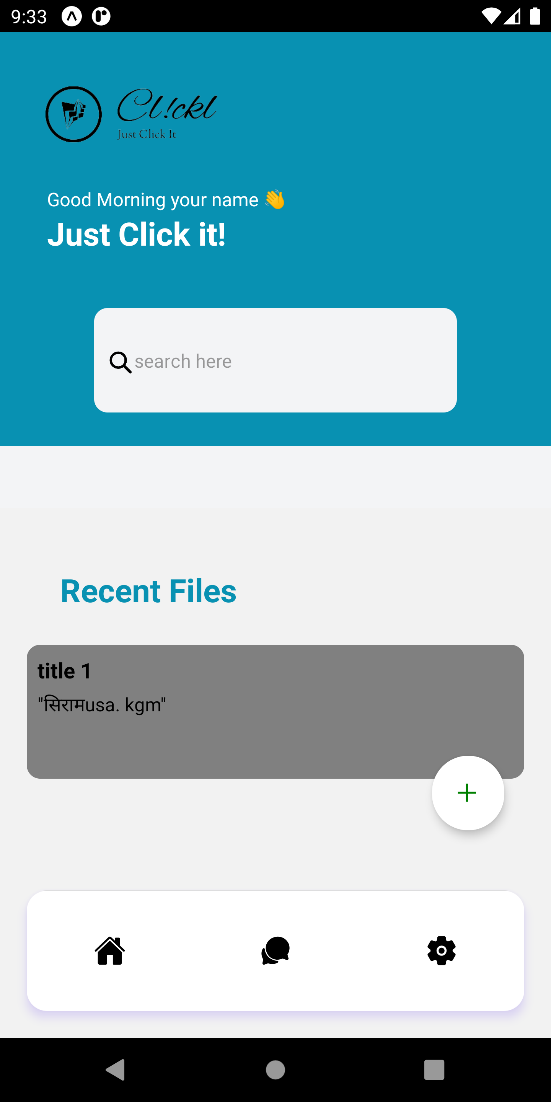 9:33
Cl!ckl
Just Click It
Good Morning your name 👋
Just Click it!
search here
Recent Files
title 1
"सिरामusa. kgm"